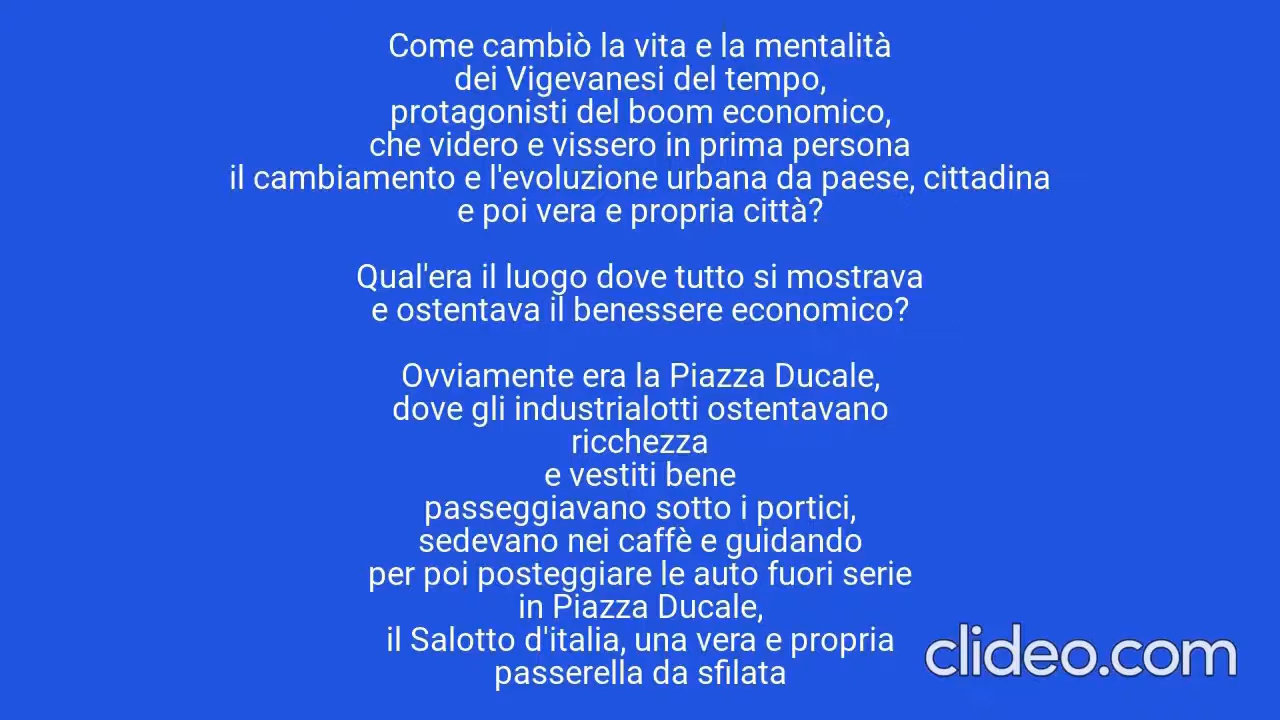 Come cambiò la vita e la mentalità
dei Vigevanesi del tempo,
protagonisti del boom economico,
che videro e vissero in prima persona
il cambiamento e l'evoluzione urbana da paese, cittadina
e poi vera e propria città?
Qual'era il luogo dove tutto si mostrava
e ostentava il benessere economico?
Ovviamente era la Piazza Ducale,
dove gli industrialotti ostentavano
ricchezza
e vestiti bene
passeggiavano sotto i portici,
sedevano nei caffè e guidando
per poi posteggiare le auto fuori serie
in Piazza Ducale,
il Salotto d'italia, una vera e propria
passerella da sfilata
clideo.com